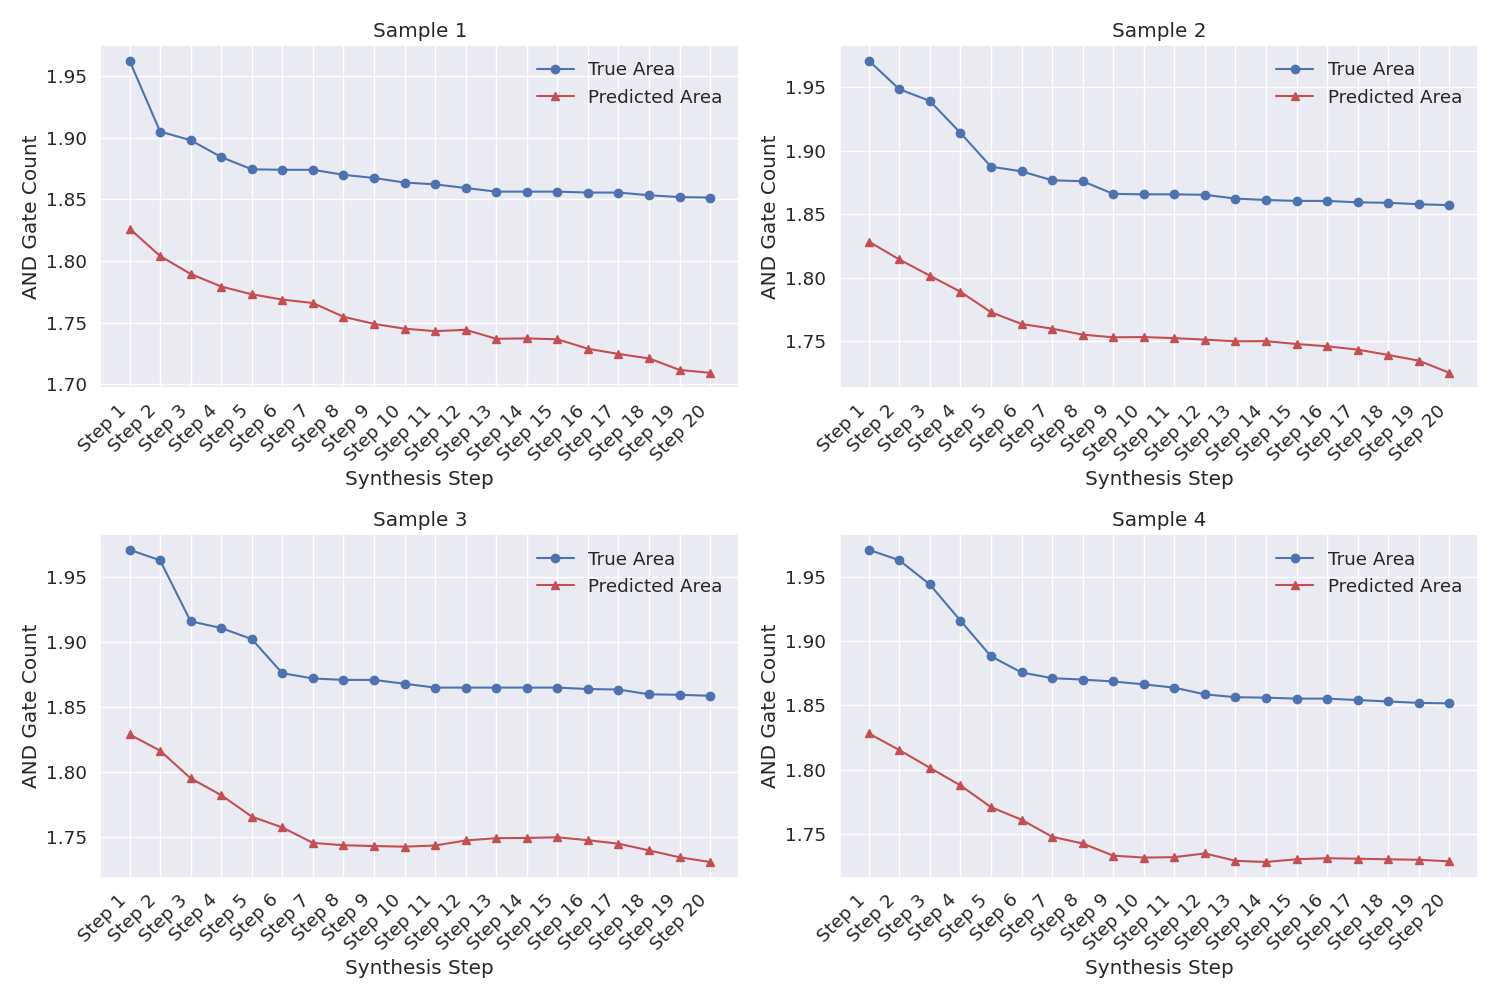 Sample 1
True Area
Predicted Area
AND Gate Count
1.95
1.90
1.85
1.80
1.75
1.70
Step 1
Step 2
Step 3
Step 4
Step 5
Step 6
Step 7
Step 8
Step 9
Step 10
Step 11
Step 12
Step 13
Step 14
Step 15
Step 16
Step 17
Step 18
Step 19
Step 20
Synthesis Step
Sample 2
True Area
Predicted Area
AND Gate Count
1.95
1.90
1.85
1.80
1.75
Step 1
Step 2
Step 3
Step 4
Step 5
Step 6
Step 7
Step 8
Step 9
Step 10
Step 11
Step 12
Step 13
Step 14
Step 15
Step 16
Step 17
Step 18
Step 19
Step 20
Synthesis Step
Sample 3
True Area
Predicted Area
AND Gate Count
1.95
1.90
1.85
1.80
1.75
Step 1
Step 2
Step 3
Step 4
Step 5
Step 6
Step 7
Step 8
Step 9
Step 10
Step 11
Step 12
Step 13
Step 14
Step 15
Step 16
Step 17
Step 18
Step 19
Step 20
Synthesis Step
Sample 4
True Area
Predicted Area
AND Gate Count
1.95
1.90
1.85
1.80
1.75
Step 1
Step 2
Step 3
Step 4
Step 5
Step 6
Step 7
Step 8
Step 9
Step 10
Step 11
Step 12
Step 13
Step 14
Step 15
Step 16
Step 17
Step 18
Step 19
Step 20
Synthesis Step